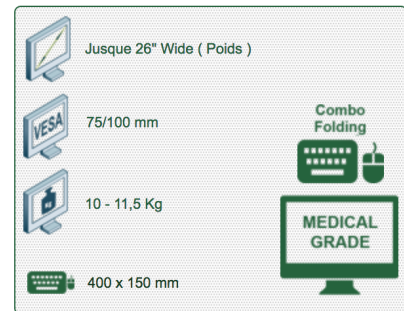 Jusque 26" Wide ( Poids )
VESA
75/100 mm
KG
10 - 11,5 Kg
400 x 150 mm
Combo
Folding
MEDICAL
GRADE